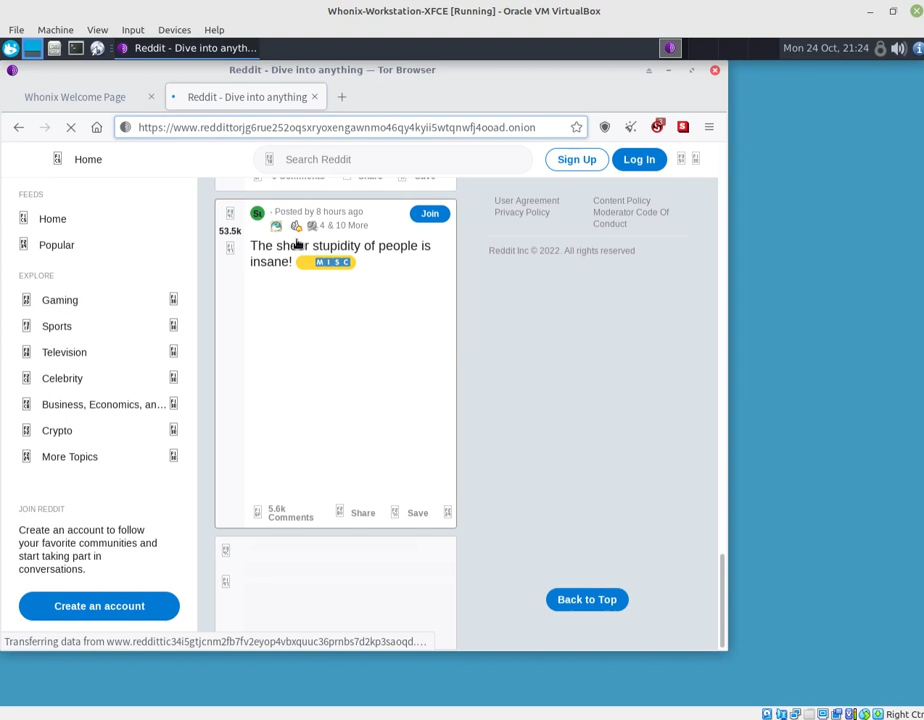 Whonix-Workstation-XFCE [Running] - Oracle VM VirtualBox
File Machine View Input Devices Help
Reddit - Dive into anyth...
Mon 24 Oct, 21:24
Reddit - Dive into anything — Tor Browser
Whonix Welcome Page
Reddit - Dive into anything
https://www.reddittorjg6rue252oqsxryoxengawnmo46qy4kyii5wtqnwfj4ooad.onion
3
S
Home
Search Reddit
Sign Up
Log In
FEEDS
Home
Popular
EXPLORE
Gaming
Sports
Television
Celebrity
Business, Economics, an...
Crypto
More Topics
JOIN REDDIT
Create an account to follow
your favorite communities and
start taking part in
conversations.
Create an account
Share
Save
· Posted by 8 hours ago
Join
4 & 10 More
53.5k
The sheer stupidity of people is
insane! MISC
5.6k
Comments
Share
Save
User Agreement
Privacy Policy
Content Policy
Moderator Code Of
Conduct
Reddit Inc © 2022. All rights reserved
Back to Top
Transferring data from www.reddittic34i5gtjcnm2fb7fv2eyop4vbxquuc36prnbs7d2kp3saoqd....
Right Ctrl